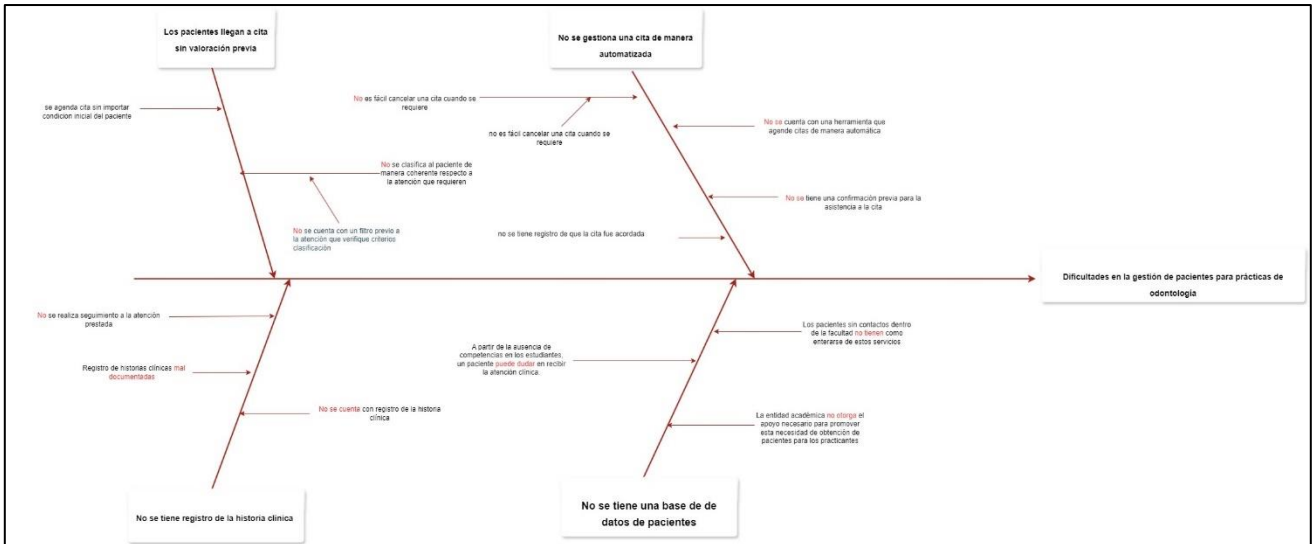 Los pacientes llegan a cita
sin valoración previa
No se gestiona una cita de manera
automatizada
se agenda cita sin importar
condicion inicial del paciente
No es fácil cancelar una cita cuando se
requiere
no es fácil cancelar una cita cuando se
requiere
No se cuenta con una herramienta que
agende citas de manera automática
No se clasifica al paciente de
manera coherente respecto a
la atención que requieren
No se tiene una confirmación previa para la
asistencia a la cita
No se cuenta con un filtro previo a
la atención que verifique criterios
clasificación
no se tiene registro de que la cita fue acordada
Dificultades en la gestión de pacientes para prácticas de
odontología
No se realiza seguimiento a la atención
prestada
Los pacientes sin contactos dentro
de la facultad no tienen como
enterarse de estos servicios
A partir de la ausencia de
competencias en los estudiantes,
un paciente puede dudar en recibir
la atención clínica.
Registro de historias clínicas mal
documentadas
No se cuenta con registro de la historia
clínica
La entidad académica no otorga el
apoyo necesario para promover
esta necesidad de obtención de
pacientes para los practicantes
No se tiene registro de la historia clinica
No se tiene una base de de
datos de pacientes